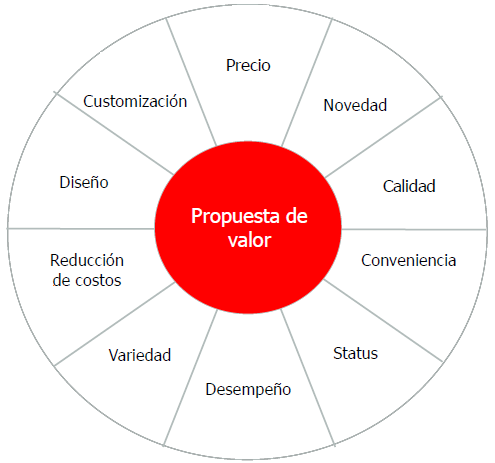 Precio
Novedad
Calidad
Conveniencia
Status
Desempeño
Variedad
Reducción
de costos
Diseño
Customización
Propuesta de
valor